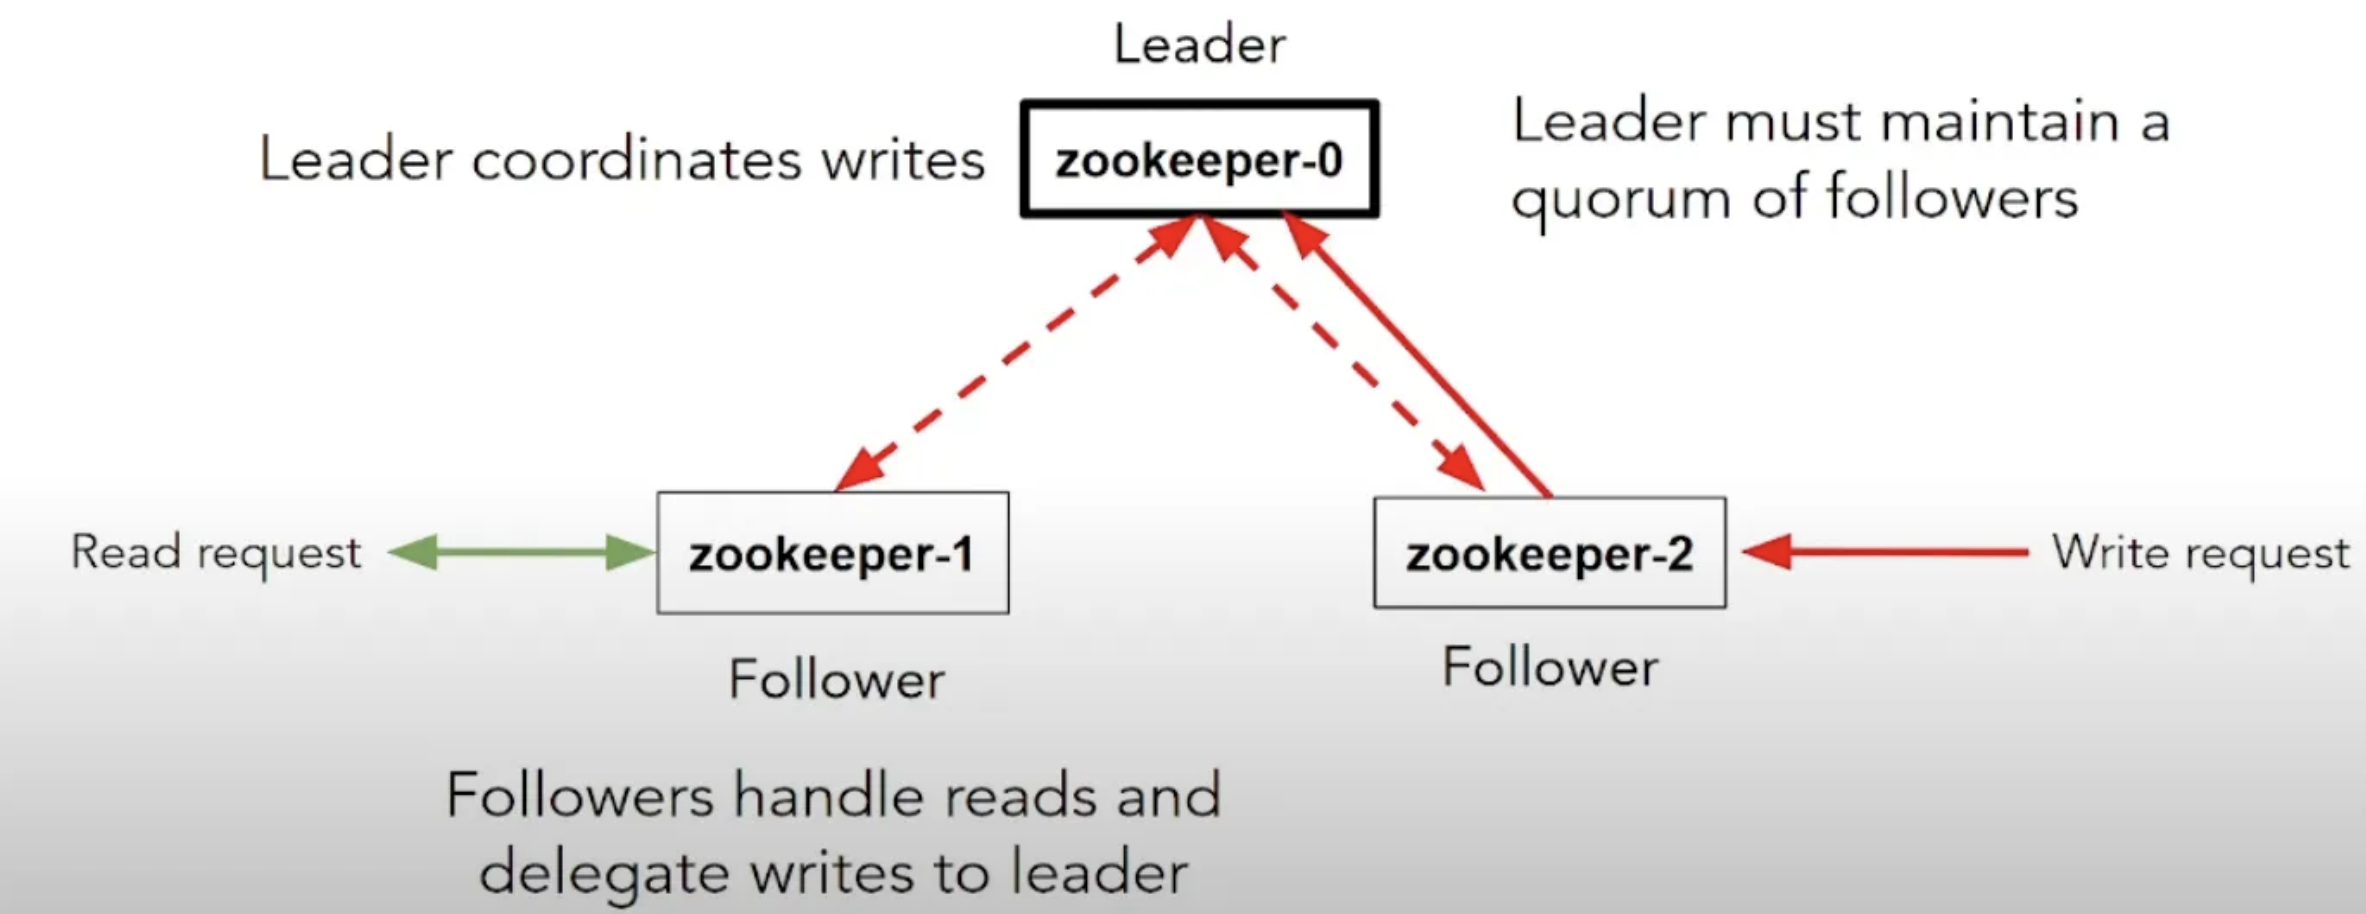 Leader
Leader coordinates writes
zookeeper-0
Leader must maintain a
quorum of followers
Read request
zookeeper-1
zookeeper-2
Write request
Follower
Follower
Followers handle reads and
delegate writes to leader